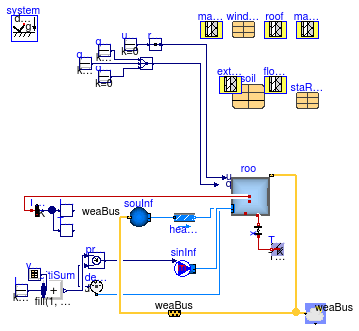 system
ma...
wind...
roof
ma...
u
r
k=0
q
k...
q
k...
u
k=0
ext...
soil
flo...
staR...
k...
roo
u
q
weaBus
souInf
hea...
T...
pr...
sinInf
y
tiSum
+
de...
fill(1, ...
weaBus
weaBus